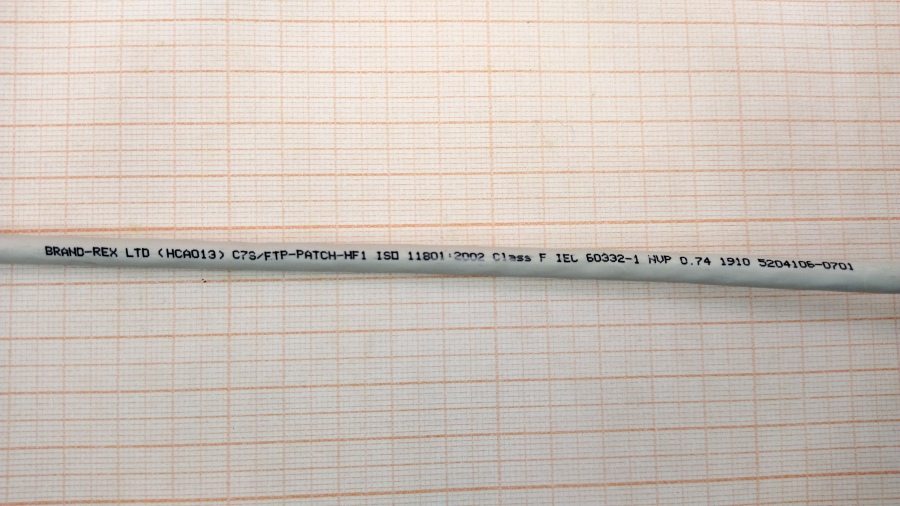 BRAND-REX LTD (HCA013) C7S/FTP-PATCH-HF1 ISO 11801:2002 Class F IEC 60332-1 NVP 0.74 1910 5204106-0701